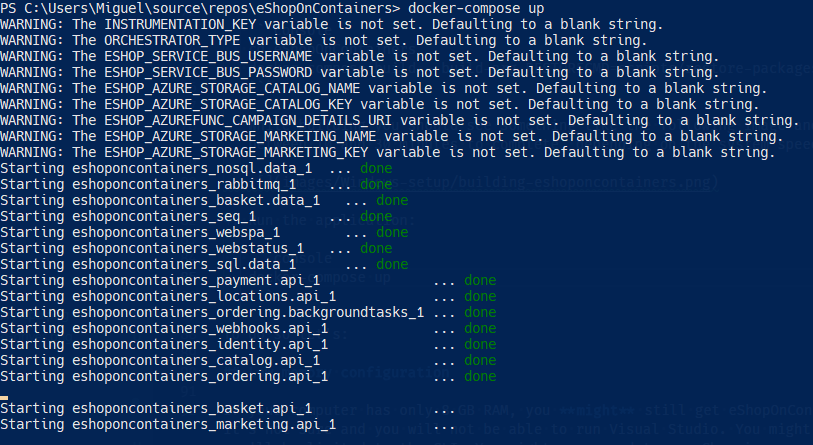 PS C:\Users\Miguel\source\repos\eShopOnContainers> docker-compose up
WARNING: The INSTRUMENTATION_KEY variable is not set. Defaulting to a blank string.
WARNING: The ORCHESTRATOR_TYPE variable is not set. Defaulting to a blank string.
WARNING: The ESHOP_SERVICE_BUS_USERNAME variable is not set. Defaulting to a blank string.
WARNING: The ESHOP_SERVICE_BUS_PASSWORD variable is not set. Defaulting to a blank string.
WARNING: The ESHOP_AZURE_STORAGE_CATALOG_NAME variable is not set. Defaulting to a blank string.
WARNING: The ESHOP_AZURE_STORAGE_CATALOG_KEY variable is not set. Defaulting to a blank string.
WARNING: The ESHOP_AZUREFUNC_CAMPAIGN_DETAILS_URI variable is not set. Defaulting to a blank string.
WARNING: The ESHOP_AZURE_STORAGE_MARKETING_NAME variable is not set. Defaulting to a blank string.
WARNING: The ESHOP_AZURE_STORAGE_MARKETING_KEY variable is not set. Defaulting to a blank string.
Starting eshoponcontainers_nosql.data_1 ... done
Starting eshoponcontainers_rabbitmq_1 ... done
Starting eshoponcontainers_basket.data_1 ... done
Starting eshoponcontainers_seq_1 ... done
Starting eshoponcontainers_webspa_1 ... done
Starting eshoponcontainers_webstatus_1 ... done
Starting eshoponcontainers_sql.data_1 ... done
Starting eshoponcontainers_payment.api_1 ... done
Starting eshoponcontainers_locations.api_1 ... done
Starting eshoponcontainers_ordering.backgroundtasks_1 ... done
Starting eshoponcontainers_webhooks.api_1 ... done
Starting eshoponcontainers_identity.api_1 ... done
Starting eshoponcontainers_catalog.api_1 ... done
Starting eshoponcontainers_ordering.api_1 ... done
Starting eshoponcontainers_basket.api_1 ...
Starting eshoponcontainers_marketing.api_1 ...